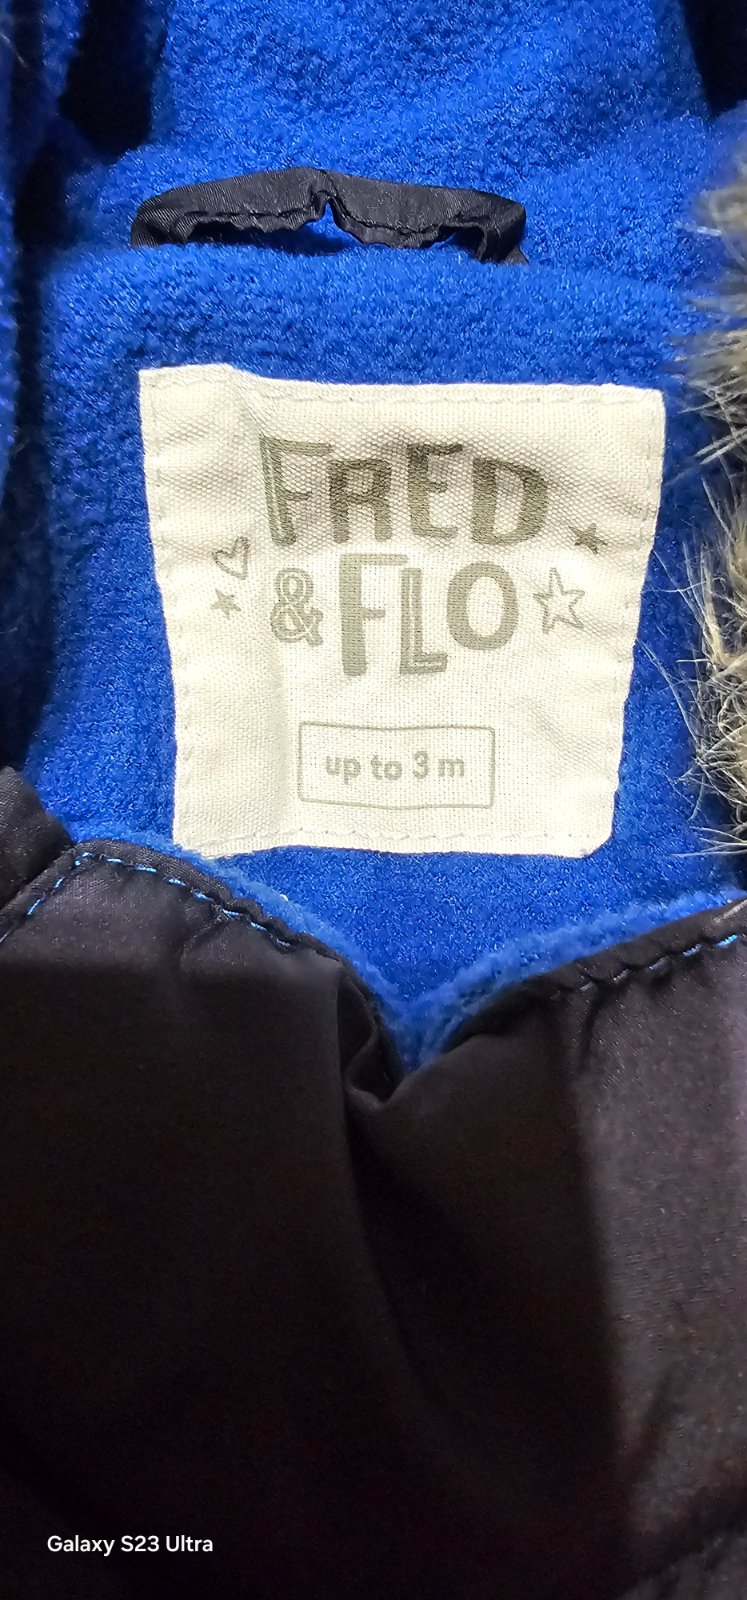 FRED
& FLO
up to 3 m
Galaxy S23 Ultra